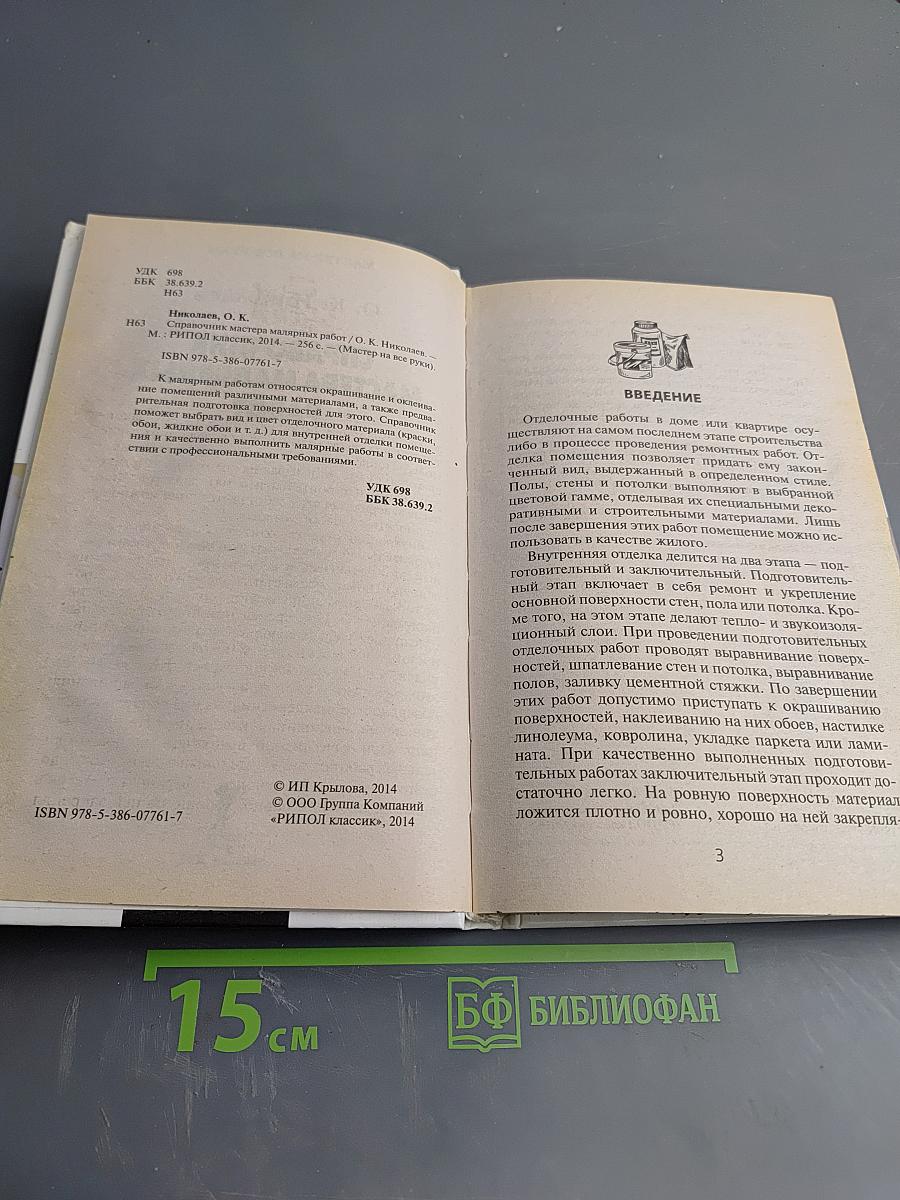 УДК 698
ББК 38.639.2
Н63
Николаев, О. К.
Н63 Справочник мастера малярных работ / О. К. Николаев. —
М. : РИПОЛ классик, 2014. — 256 с. — (Мастер на все руки).
ISBN 978-5-386-07761-7
К малярным работам относятся окрашивание и оклеива-
ние помещений различными материалами, а также предва-
рительная подготовка поверхностей для этого. Справочник
поможет выбрать вид и цвет отделочного материала (краски,
обои, жидкие обои и т. д.) для внутренней отделки помеще-
ния и качественно выполнить малярные работы в соответ-
ствии с профессиональными требованиями.
УДК 698
ББК 38.639.2
ISBN 978-5-386-07761-7
© ИП Крылова, 2014
© ООО Группа Компаний
«РИПОЛ классик», 2014
ВВЕДЕНИЕ
Отделочные работы в доме или квартире осу-
ществляют на самом последнем этапе строительства
либо в процессе проведения ремонтных работ. От-
делка помещения позволяет придать ему закон-
ченный вид, выдержанный в определенном стиле.
Полы, стены и потолки выполняют в выбранной
цветовой гамме, отделывая их специальными деко-
ративными и строительными материалами. Лишь
после завершения этих работ помещение можно ис-
пользовать в качестве жилого.
Внутренняя отделка делится на два этапа — под-
готовительный и заключительный. Подготовитель-
ный этап включает в себя ремонт и укрепление
основной поверхности стен, пола или потолка. Кро-
ме того, на этом этапе делают тепло- и звукоизоля-
ционный слои. При проведении подготовительных
отделочных работ проводят выравнивание поверх-
ностей, шпатлевание стен и потолка, выравнивание
полов, заливку цементной стяжки. По завершении
этих работ допустимо приступать к окрашиванию
поверхностей, наклеиванию на них обоев, настилке
линолеума, ковролина, укладке паркета или лами-
ната. При качественно выполненных подготови-
тельных работах заключительный этап проходит до-
статочно легко. На ровную поверхность материал
ложится плотно и ровно, хорошо на ней закрепля-
3
15 см
БФ БИБЛИОФАН